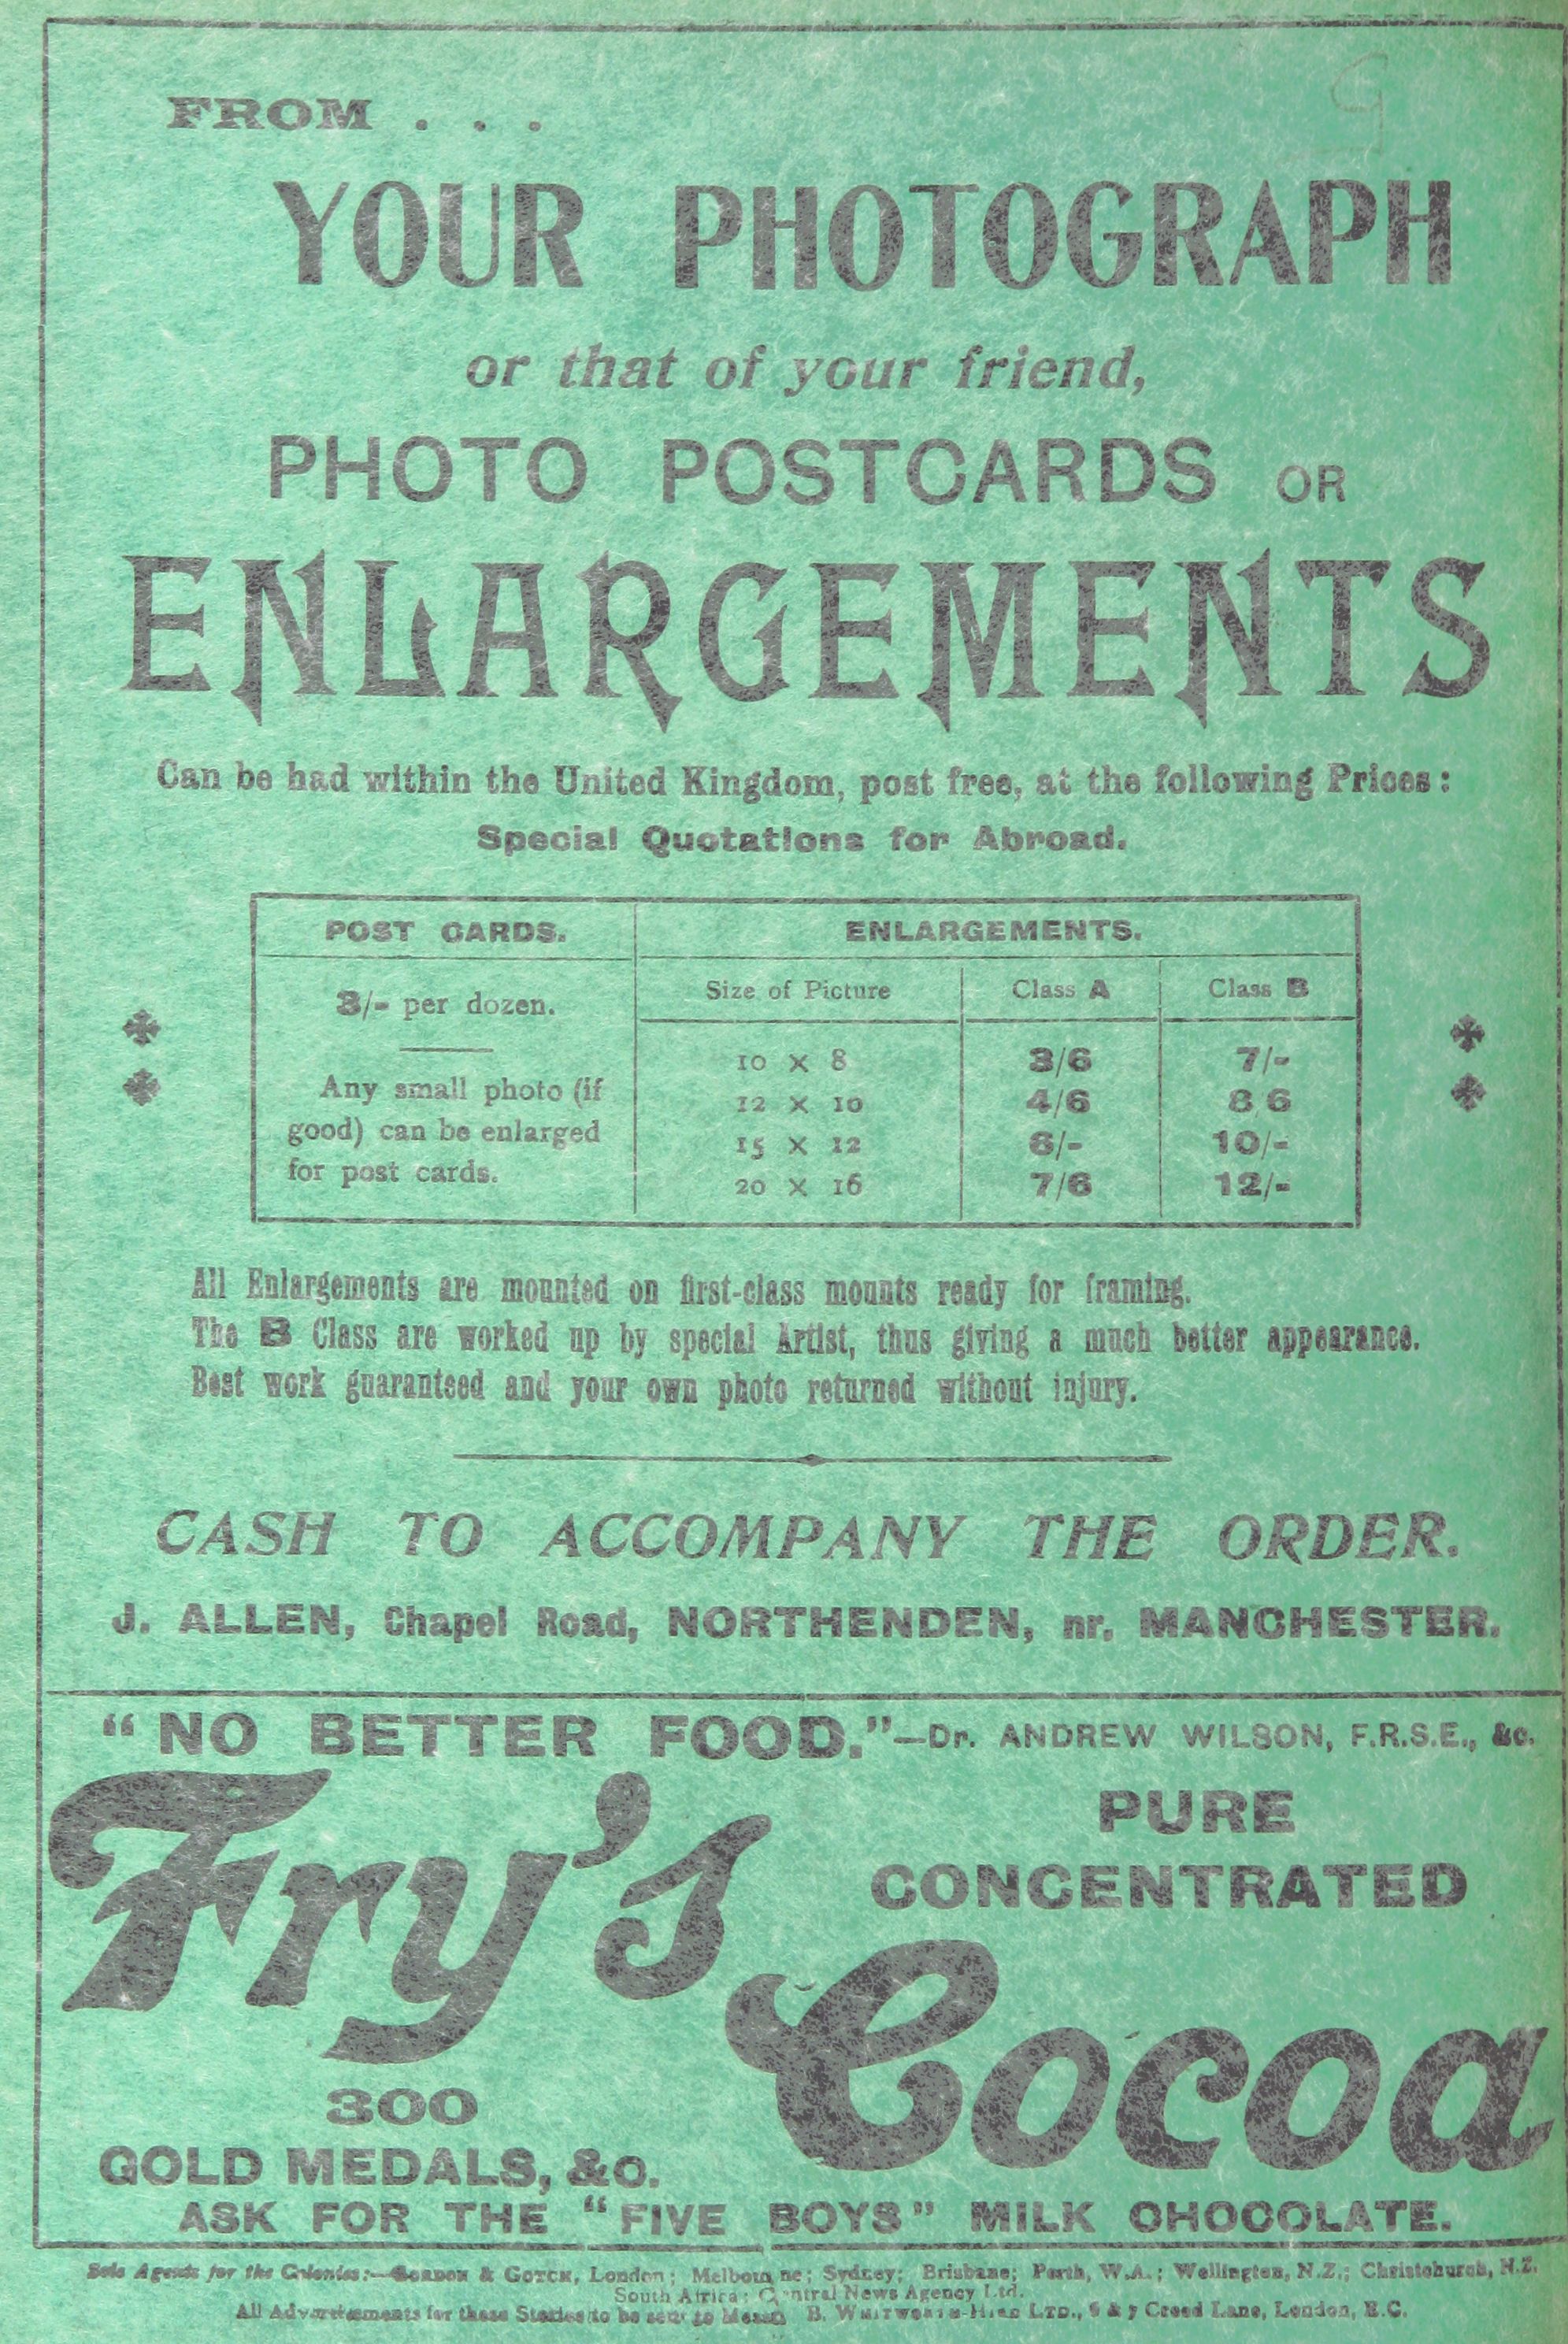 FROM . . .
YOUR PHOTOGRAPH
or that of your friend,
PHOTO POSTCARDS OR
ENLARGEMENTS
Can be had within the United Kingdom, post free, at the following Prices:
Special Quotations for Abroad.
POST CARDS. ENLARGEMENTS.
3/- per dozen.
Any small photo (if
good) can be enlarged
for post cards.
Size of Picture Class A Class B
10 × 8 3/6 7/-
12 × 10 4/6 8 6
15 × 12 6/- 10/-
20 × 16 7/6 12/-
All Enlargements are mounted on first-class mounts ready for framing.
The B Class are worked up by special Artist, thus giving a much better appearance.
Best work guaranteed and your own photo returned without injury.
CASH TO ACCOMPANY THE ORDER.
J. ALLEN, Chapel Road, NORTHENDEN, nr. MANCHESTER.
"NO BETTER FOOD."—Dr. ANDREW WILSON, F.R.S.E., &c.
Fry's
PURE
CONCENTRATED
Cocoa
300
GOLD MEDALS, &c.
ASK FOR THE "FIVE BOYS" MILK CHOCOLATE.
Sole Agents for the Colonies:—GORDON & GOTCH, London; Melbourne; Sydney; Brisbane; Perth, W.A.; Wellington, N.Z.; Christchurch, N.Z.
South Africa: Central News Agency Ltd.
All Advertisements for these Stories to be sent to Messrs B. LTD., & 7 Creed Lane, London, E.C.